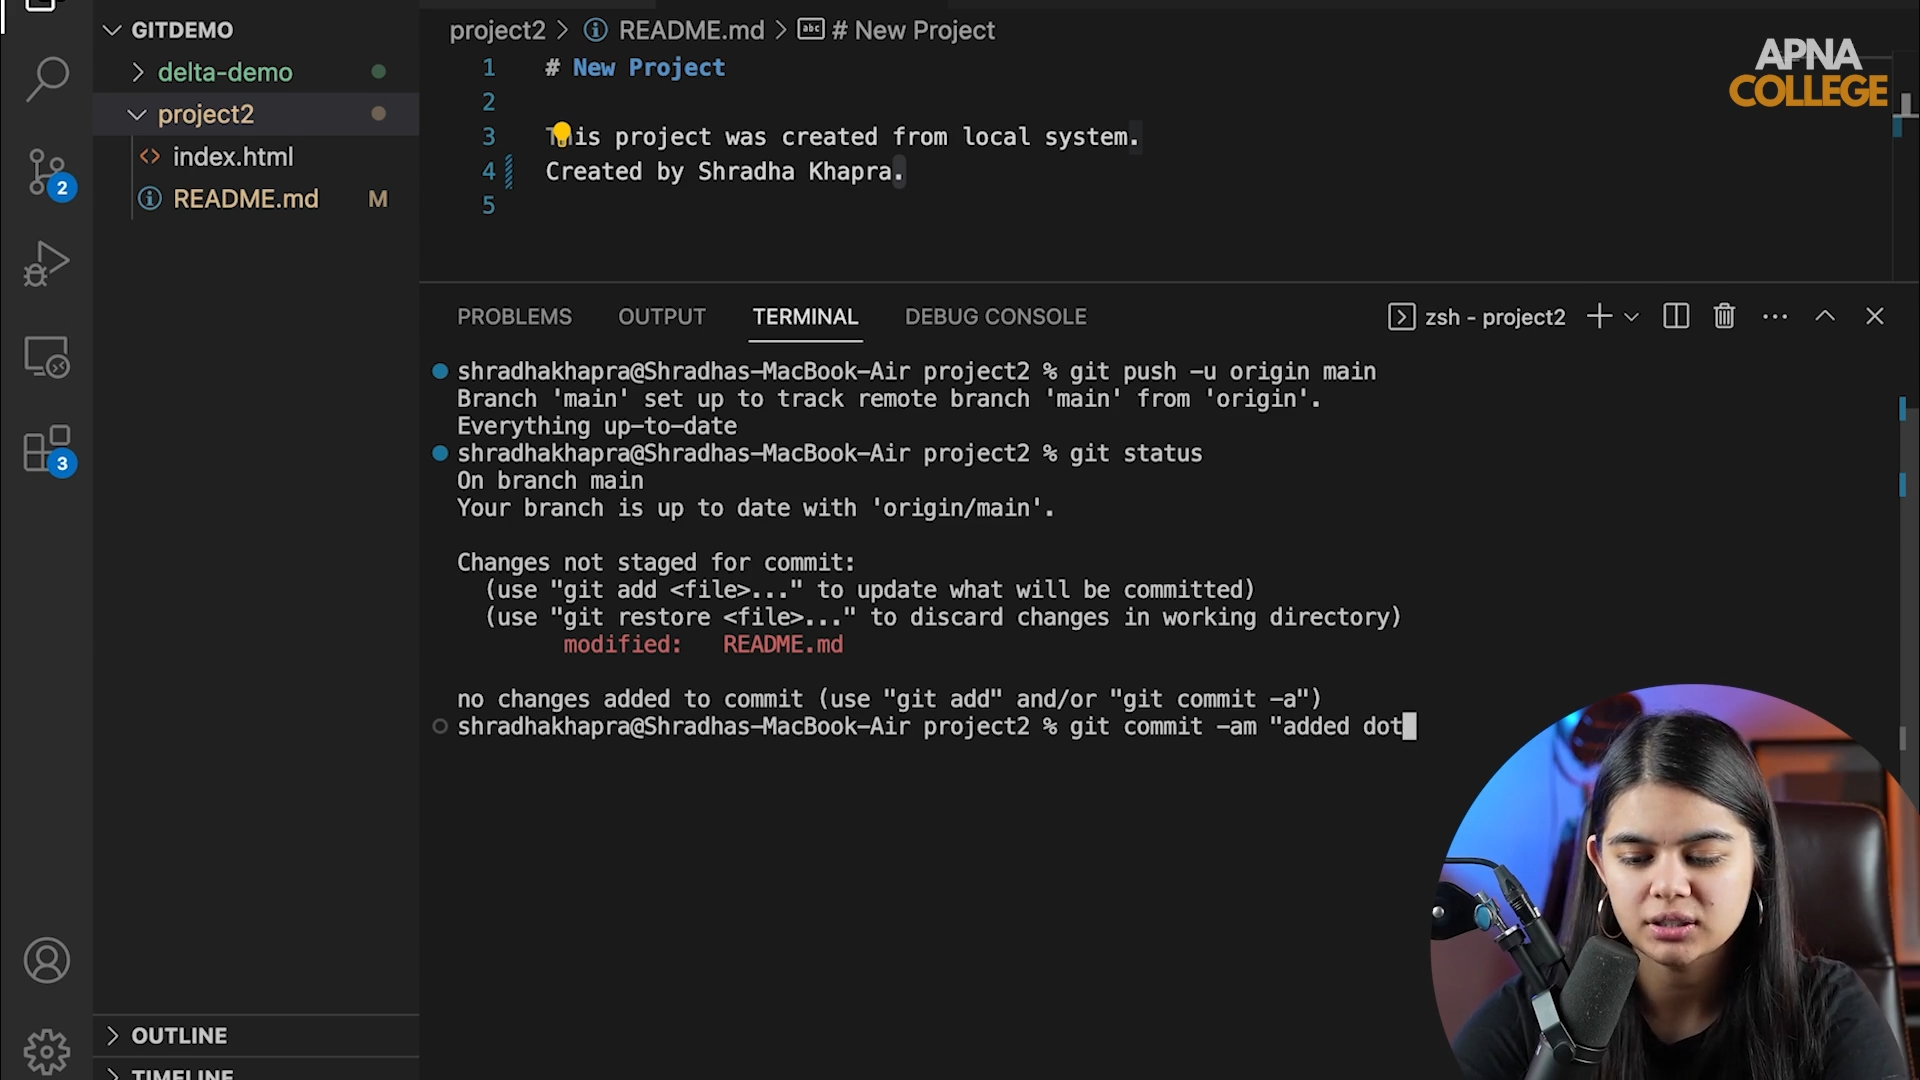 GITDEMO
delta-demo
project2
index.html
README.md M
OUTLINE
TIMELINE
2
3
project2 > README.md > # New Project
APNA
COLLEGE
1 # New Project
2
3 This project was created from local system.
4 Created by Shradha Khapra.
5
PROBLEMS OUTPUT TERMINAL DEBUG CONSOLE zsh - project2
shradhakhapra@Shradhas-MacBook-Air project2 % git push -u origin main
Branch 'main' set up to track remote branch 'main' from 'origin'.
Everything up-to-date
shradhakhapra@Shradhas-MacBook-Air project2 % git status
On branch main
Your branch is up to date with 'origin/main'.
Changes not staged for commit:
(use "git add <file>..." to update what will be committed)
(use "git restore <file>..." to discard changes in working directory)
modified: README.md
no changes added to commit (use "git add" and/or "git commit -a")
shradhakhapra@Shradhas-MacBook-Air project2 % git commit -am "added dot